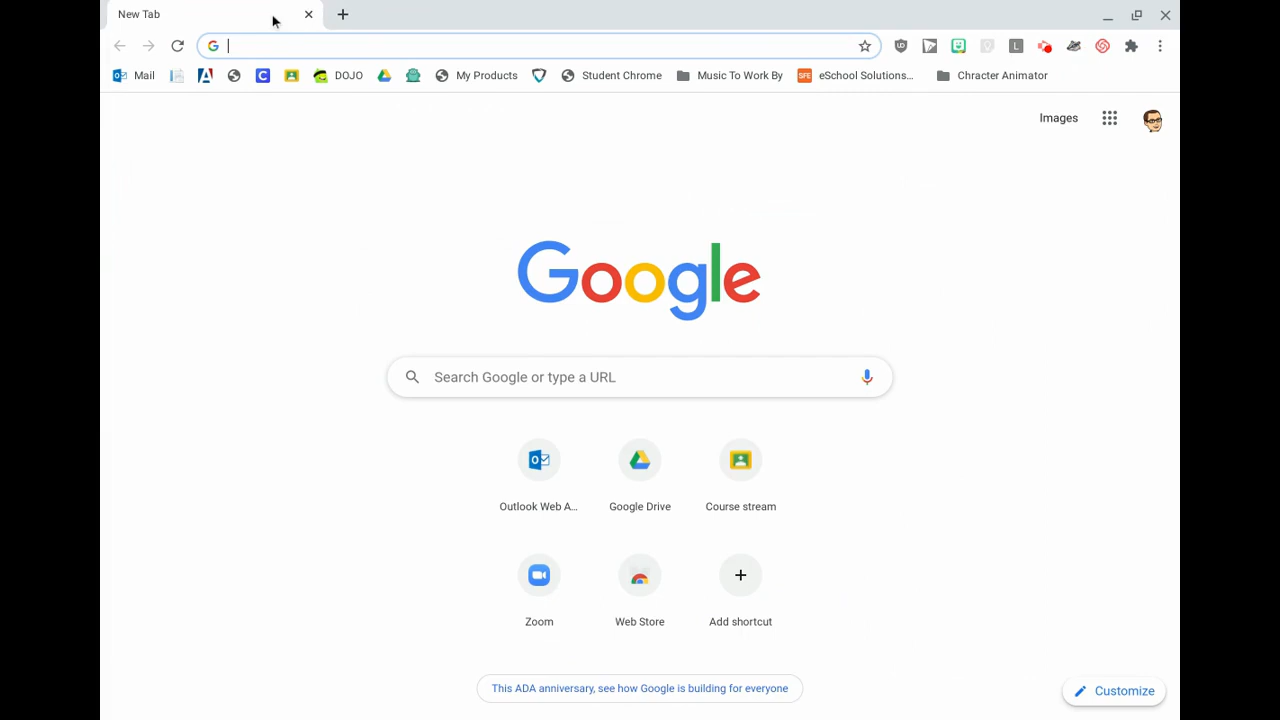 New Tab
Mail DOJO My Products Student Chrome Music To Work By SFE eSchool Solutions... Chracter Animator
Images
Google
Search Google or type a URL
Outlook Web A... Google Drive Course stream
Zoom Web Store Add shortcut
This ADA anniversary, see how Google is building for everyone
Customize